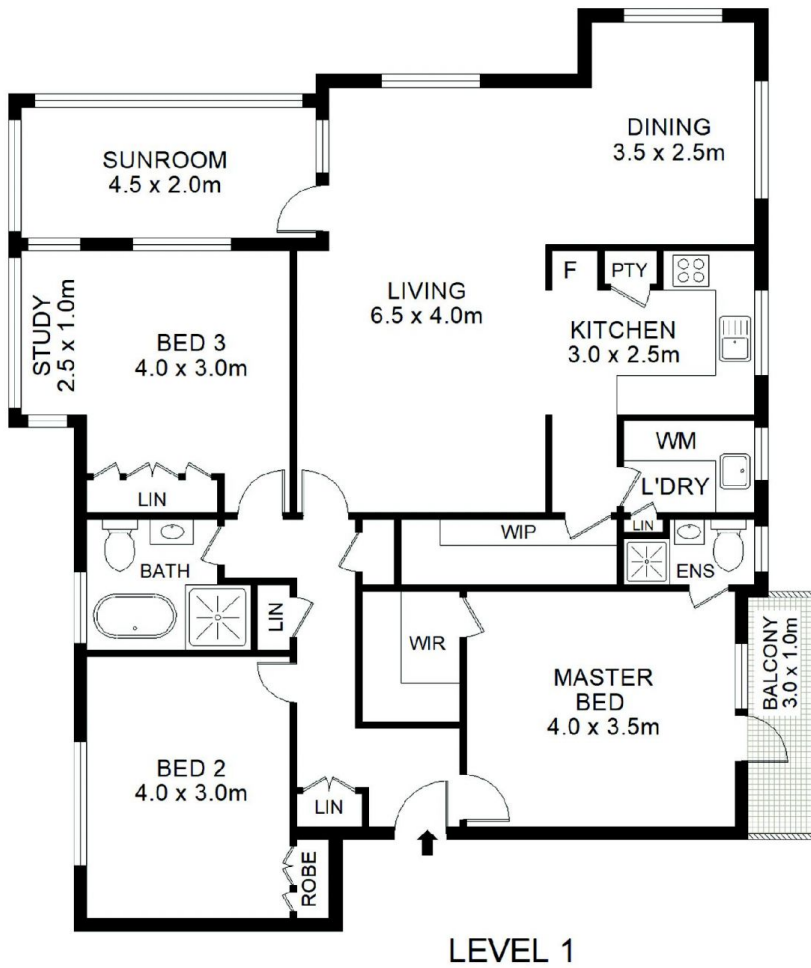 DINING
3.5 x 2.5m
SUNROOM
4.5 x 2.0m
LIVING
6.5 x 4.0m
F
PTY
KITCHEN
3.0 x 2.5m
STUDY
2.5 x 1.0m
BED 3
4.0 x 3.0m
LIN
WM
L'DRY
LIN
WIP
ENS
BATH
LIN
WIR
MASTER
BED
4.0 x 3.5m
BALCONY
3.0 x 1.0m
BED 2
4.0 x 3.0m
LIN
ROBE
LEVEL 1